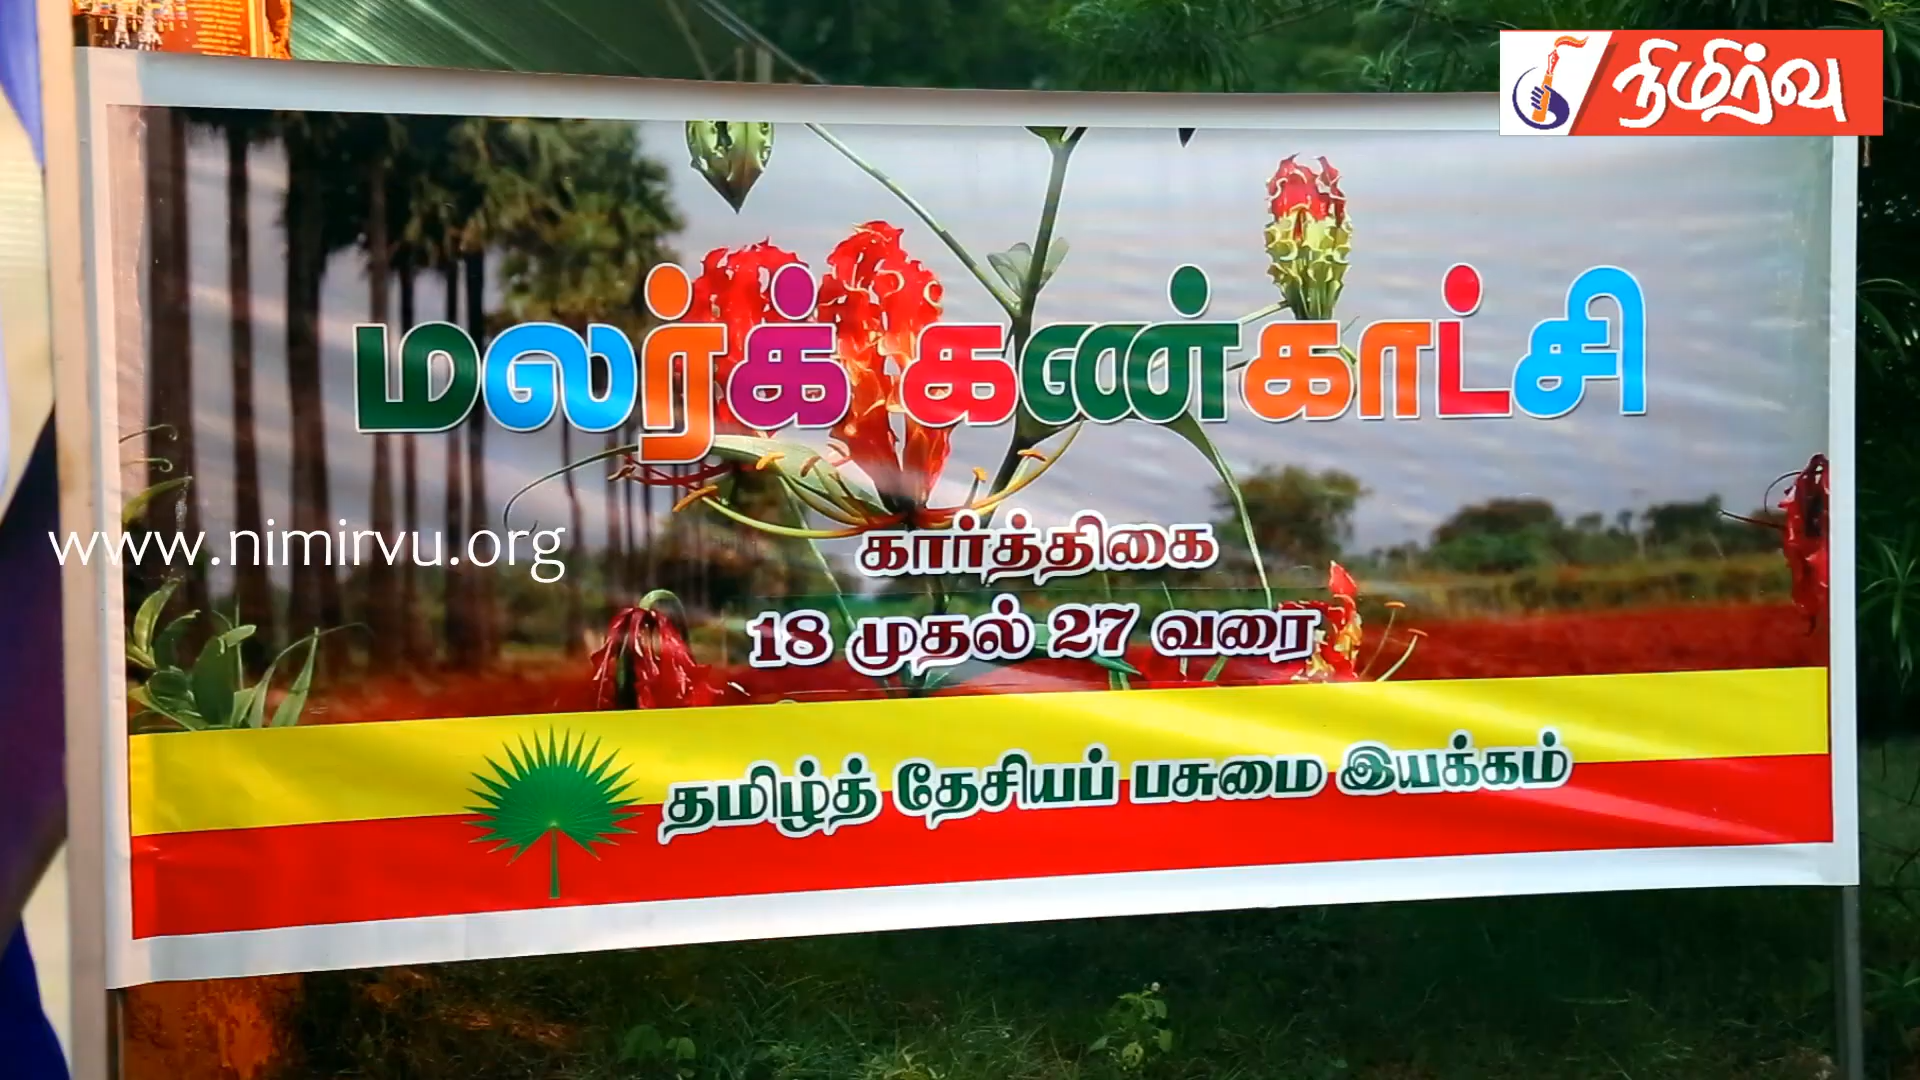 நிமிர்வு
மலர்க் கண்காட்சி
www.nimirvu.org
கார்த்திகை
18 முதல் 27 வரை
தமிழ்த் தேசியப் பசுமை இயக்கம்